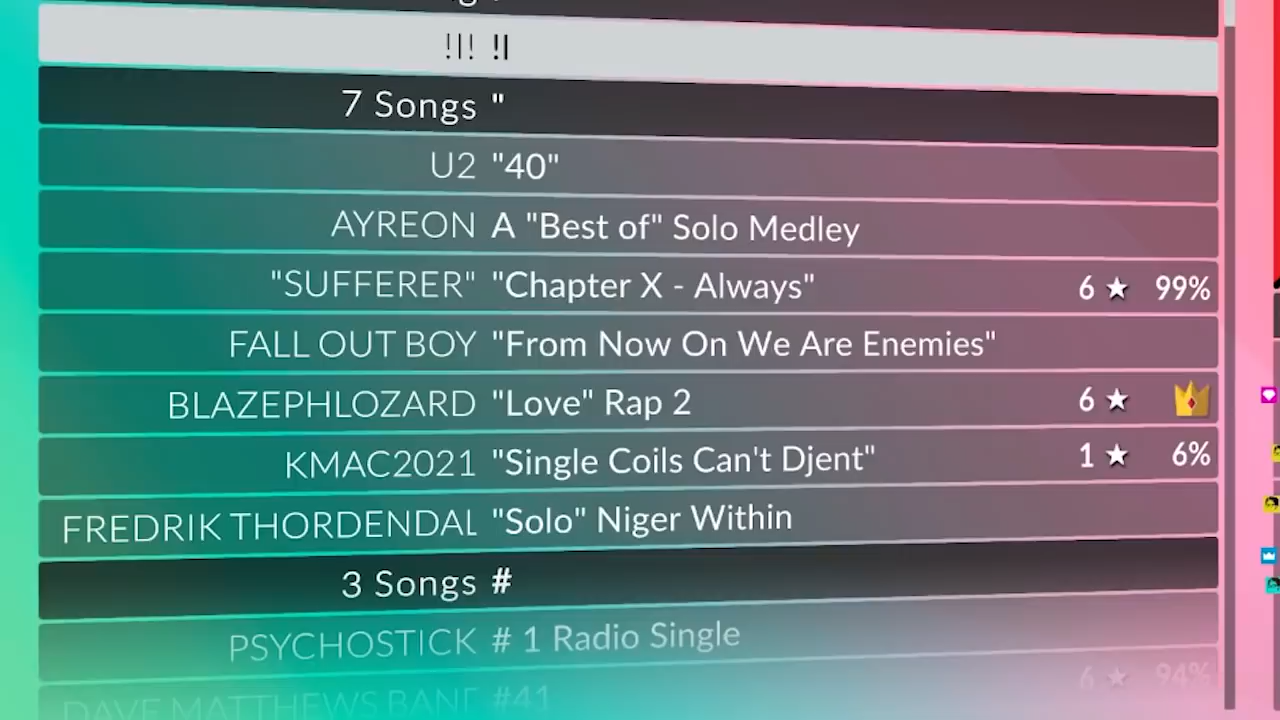 !|! !|
7 Songs "
U2 "40"
AYREON A "Best of" Solo Medley
"SUFFERER" "Chapter X - Always" 6 ★ 99%
FALL OUT BOY "From Now On We Are Enemies"
BLAZEPHLOZARD "Love" Rap 2 6 ★
KMAC2021 "Single Coils Can't Djent" 1 ★ 6%
FREDRIK THORDENDAL "Solo" Niger Within
3 Songs #
PSYCHOSTICK # 1 Radio Single
6 ★ 94%
DAVE MATTHEWS BAND #41